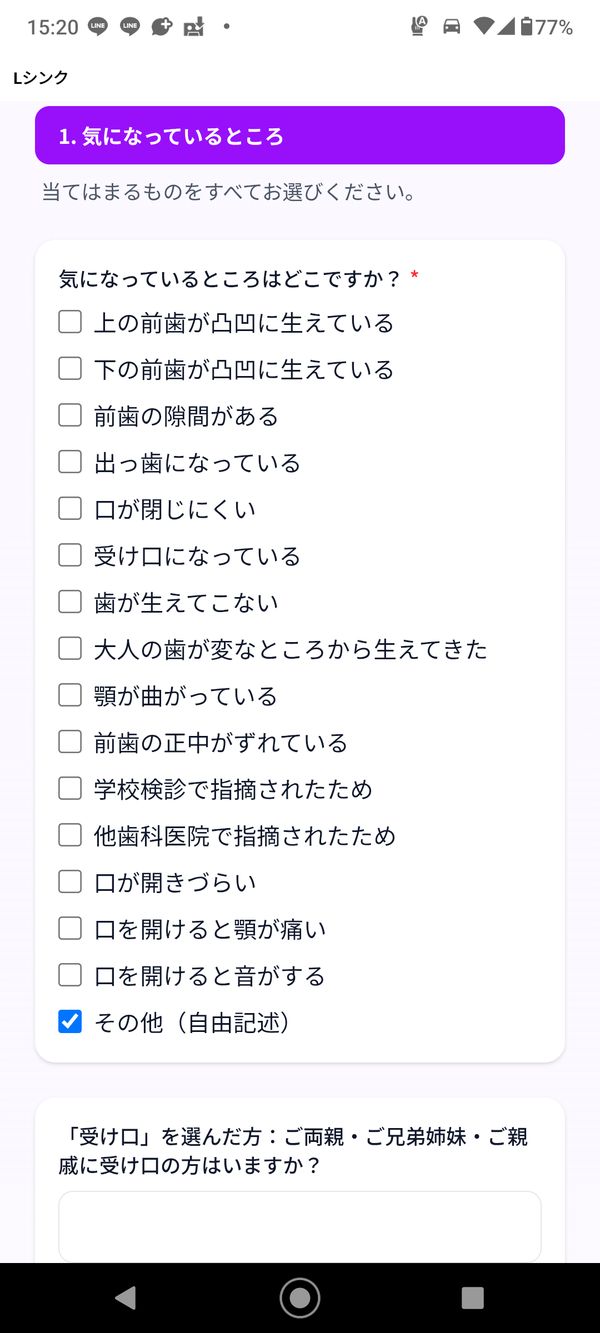 15:20
LINE LINE
77%
Lシンク
1. 気になっているところ
当てはまるものをすべてお選びください。
気になっているところはどこですか？ *
上の前歯が凸凹に生えている
下の前歯が凸凹に生えている
前歯の隙間がある
出っ歯になっている
口が閉じにくい
受け口になっている
歯が生えてこない
大人の歯が変なところから生えてきた
顎が曲がっている
前歯の正中がずれている
学校検診で指摘されたため
他歯科医院で指摘されたため
口が開きづらい
口を開けると顎が痛い
口を開けると音がする
その他（自由記述）
「受け口」を選んだ方：ご両親・ご兄弟姉妹・ご親
戚に受け口の方はいますか？